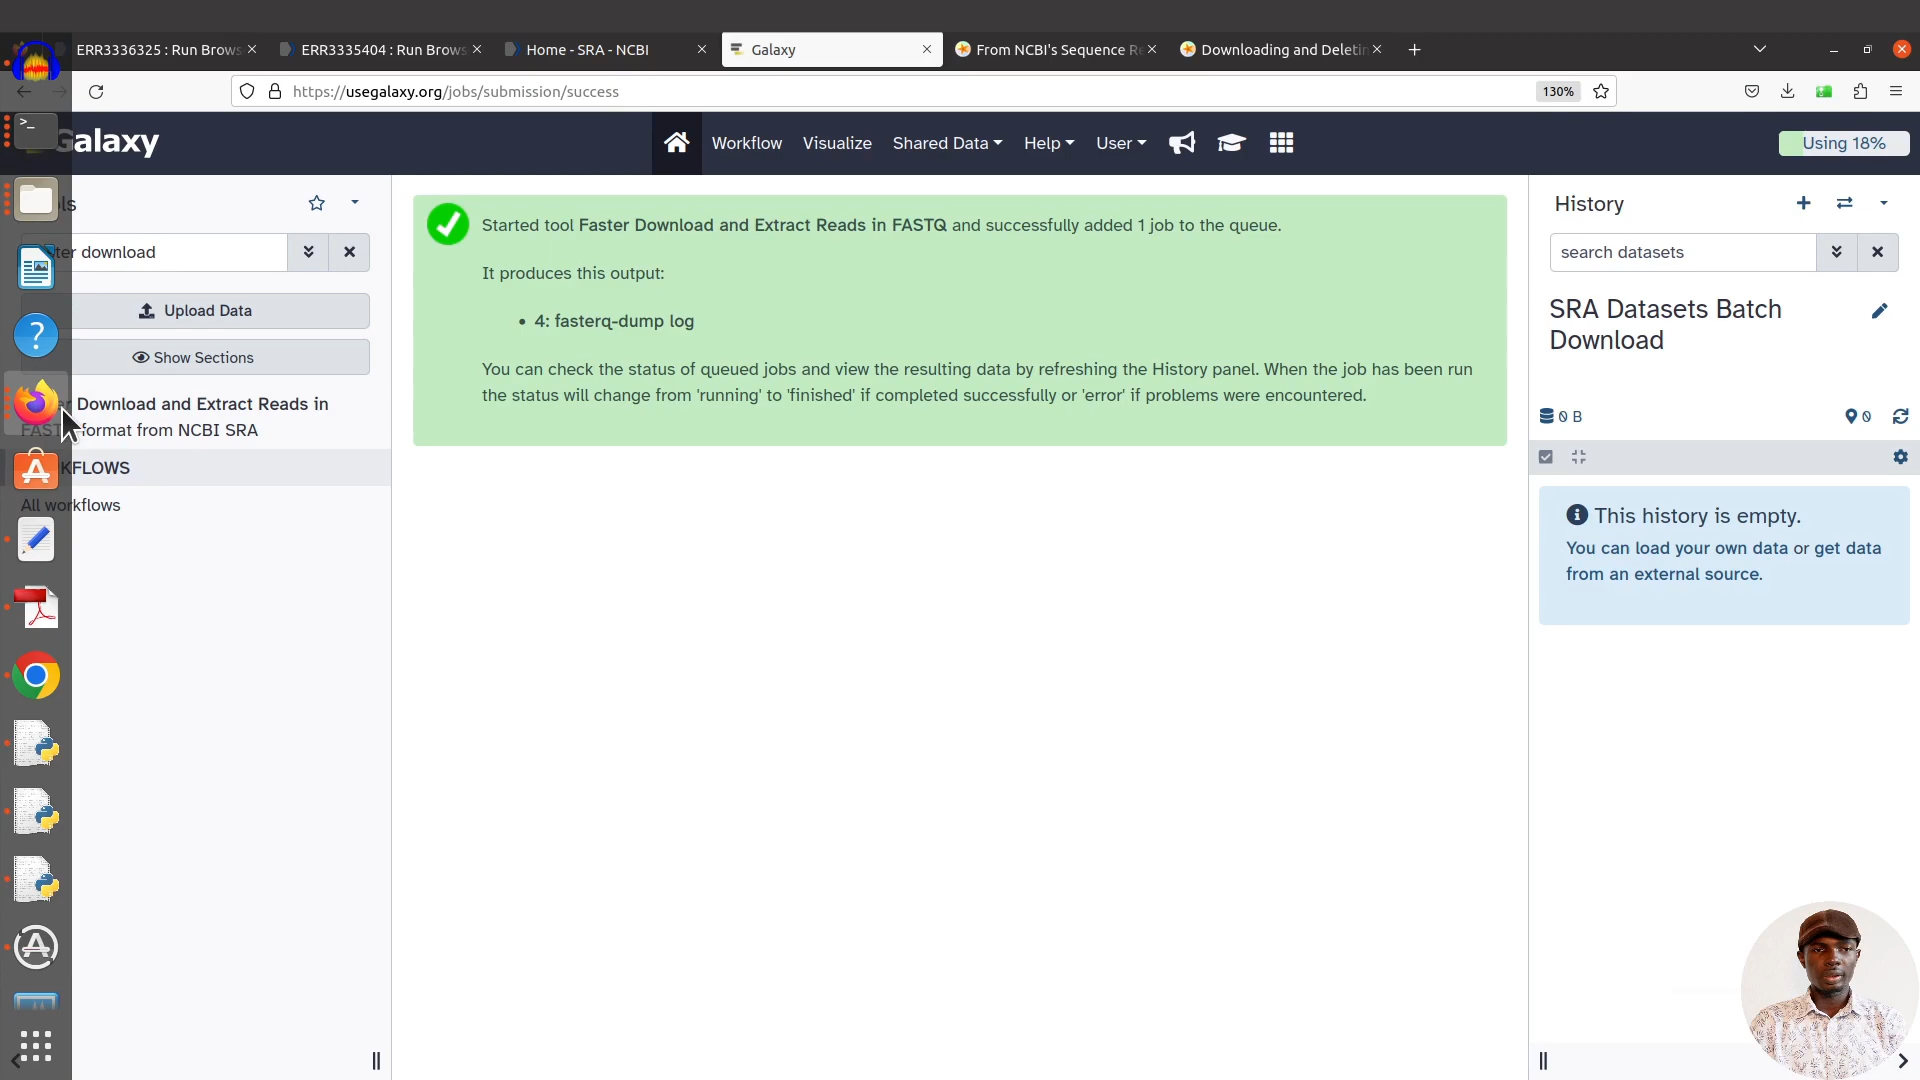 ERR3336325 : Run Brows
ERR3335404 : Run Brows
Home - SRA - NCBI
Galaxy
From NCBI's Sequence Re
Downloading and Deletin
https://usegalaxy.org/jobs/submission/success
130%
Galaxy
Workflow
Visualize
Shared Data
Help
User
Using 18%
ls
ter download
Upload Data
Show Sections
Download and Extract Reads in
FAST format from NCBI SRA
KFLOWS
All workflows
Started tool Faster Download and Extract Reads in FASTQ and successfully added 1 job to the queue.
It produces this output:
• 4: fasterq-dump log
You can check the status of queued jobs and view the resulting data by refreshing the History panel. When the job has been run
the status will change from 'running' to 'finished' if completed successfully or 'error' if problems were encountered.
History
search datasets
SRA Datasets Batch
Download
0 B
0
This history is empty.
You can load your own data or get data
from an external source.